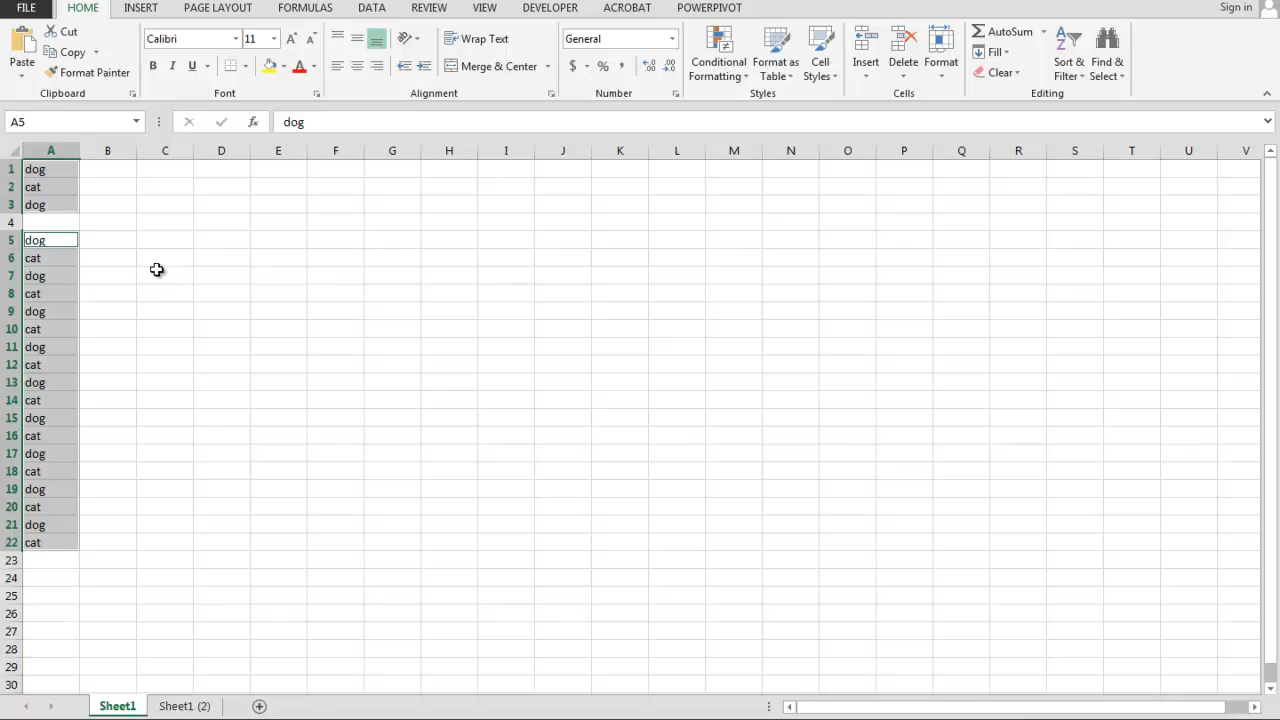 FILE HOME INSERT PAGE LAYOUT FORMULAS DATA REVIEW VIEW DEVELOPER ACROBAT POWERPIVOT Sign in
Paste
Cut
Copy
Format Painter
Clipboard
Calibri 11
B I U A
Font
Wrap Text
Merge & Center
Alignment
General
$ % ,
Number
Conditional Formatting
Format as Table
Cell Styles
Styles
Insert Delete Format
Cells
AutoSum
Fill
Clear
Sort & Filter
Find & Select
Editing
A5 fx dog
A B C D E F G H I J K L M N O P Q R S T U V
1 dog
2 cat
3 dog
4
5 dog
6 cat
7 dog
8 cat
9 dog
10 cat
11 dog
12 cat
13 dog
14 cat
15 dog
16 cat
17 dog
18 cat
19 dog
20 cat
21 dog
22 cat
23
24
25
26
27
28
29
30
Sheet1 Sheet1 (2)